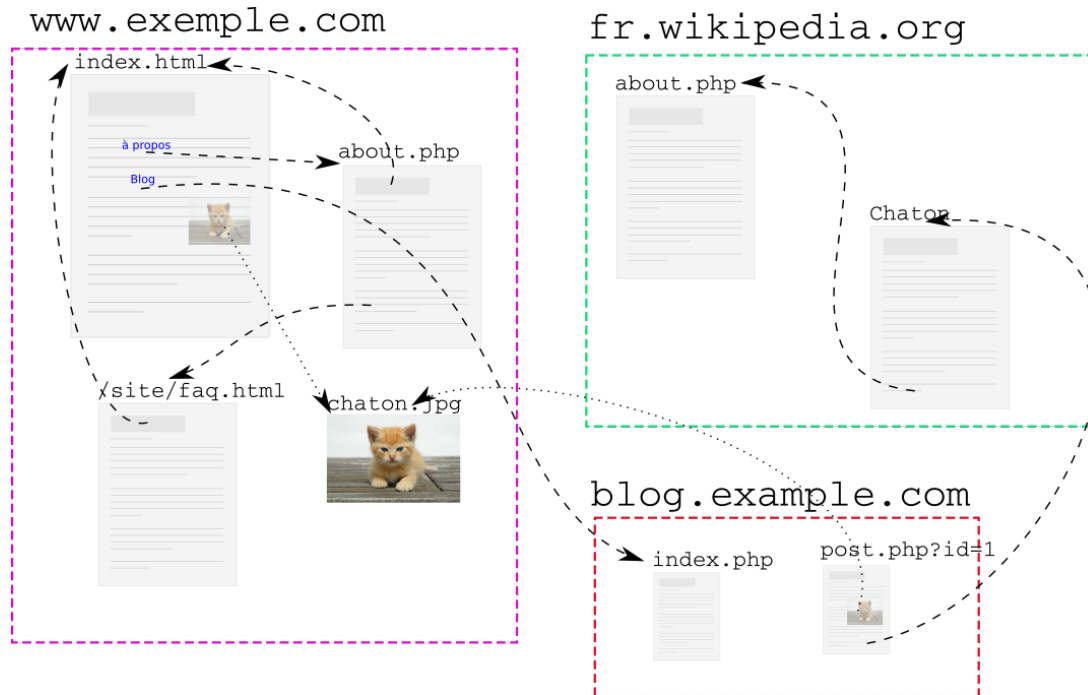 www.exemple.com
index.html
à propos
Blog
about.php
/site/faq.html
chaton.jpg
fr.wikipedia.org
about.php
Chaton
blog.example.com
index.php
post.php?id=1